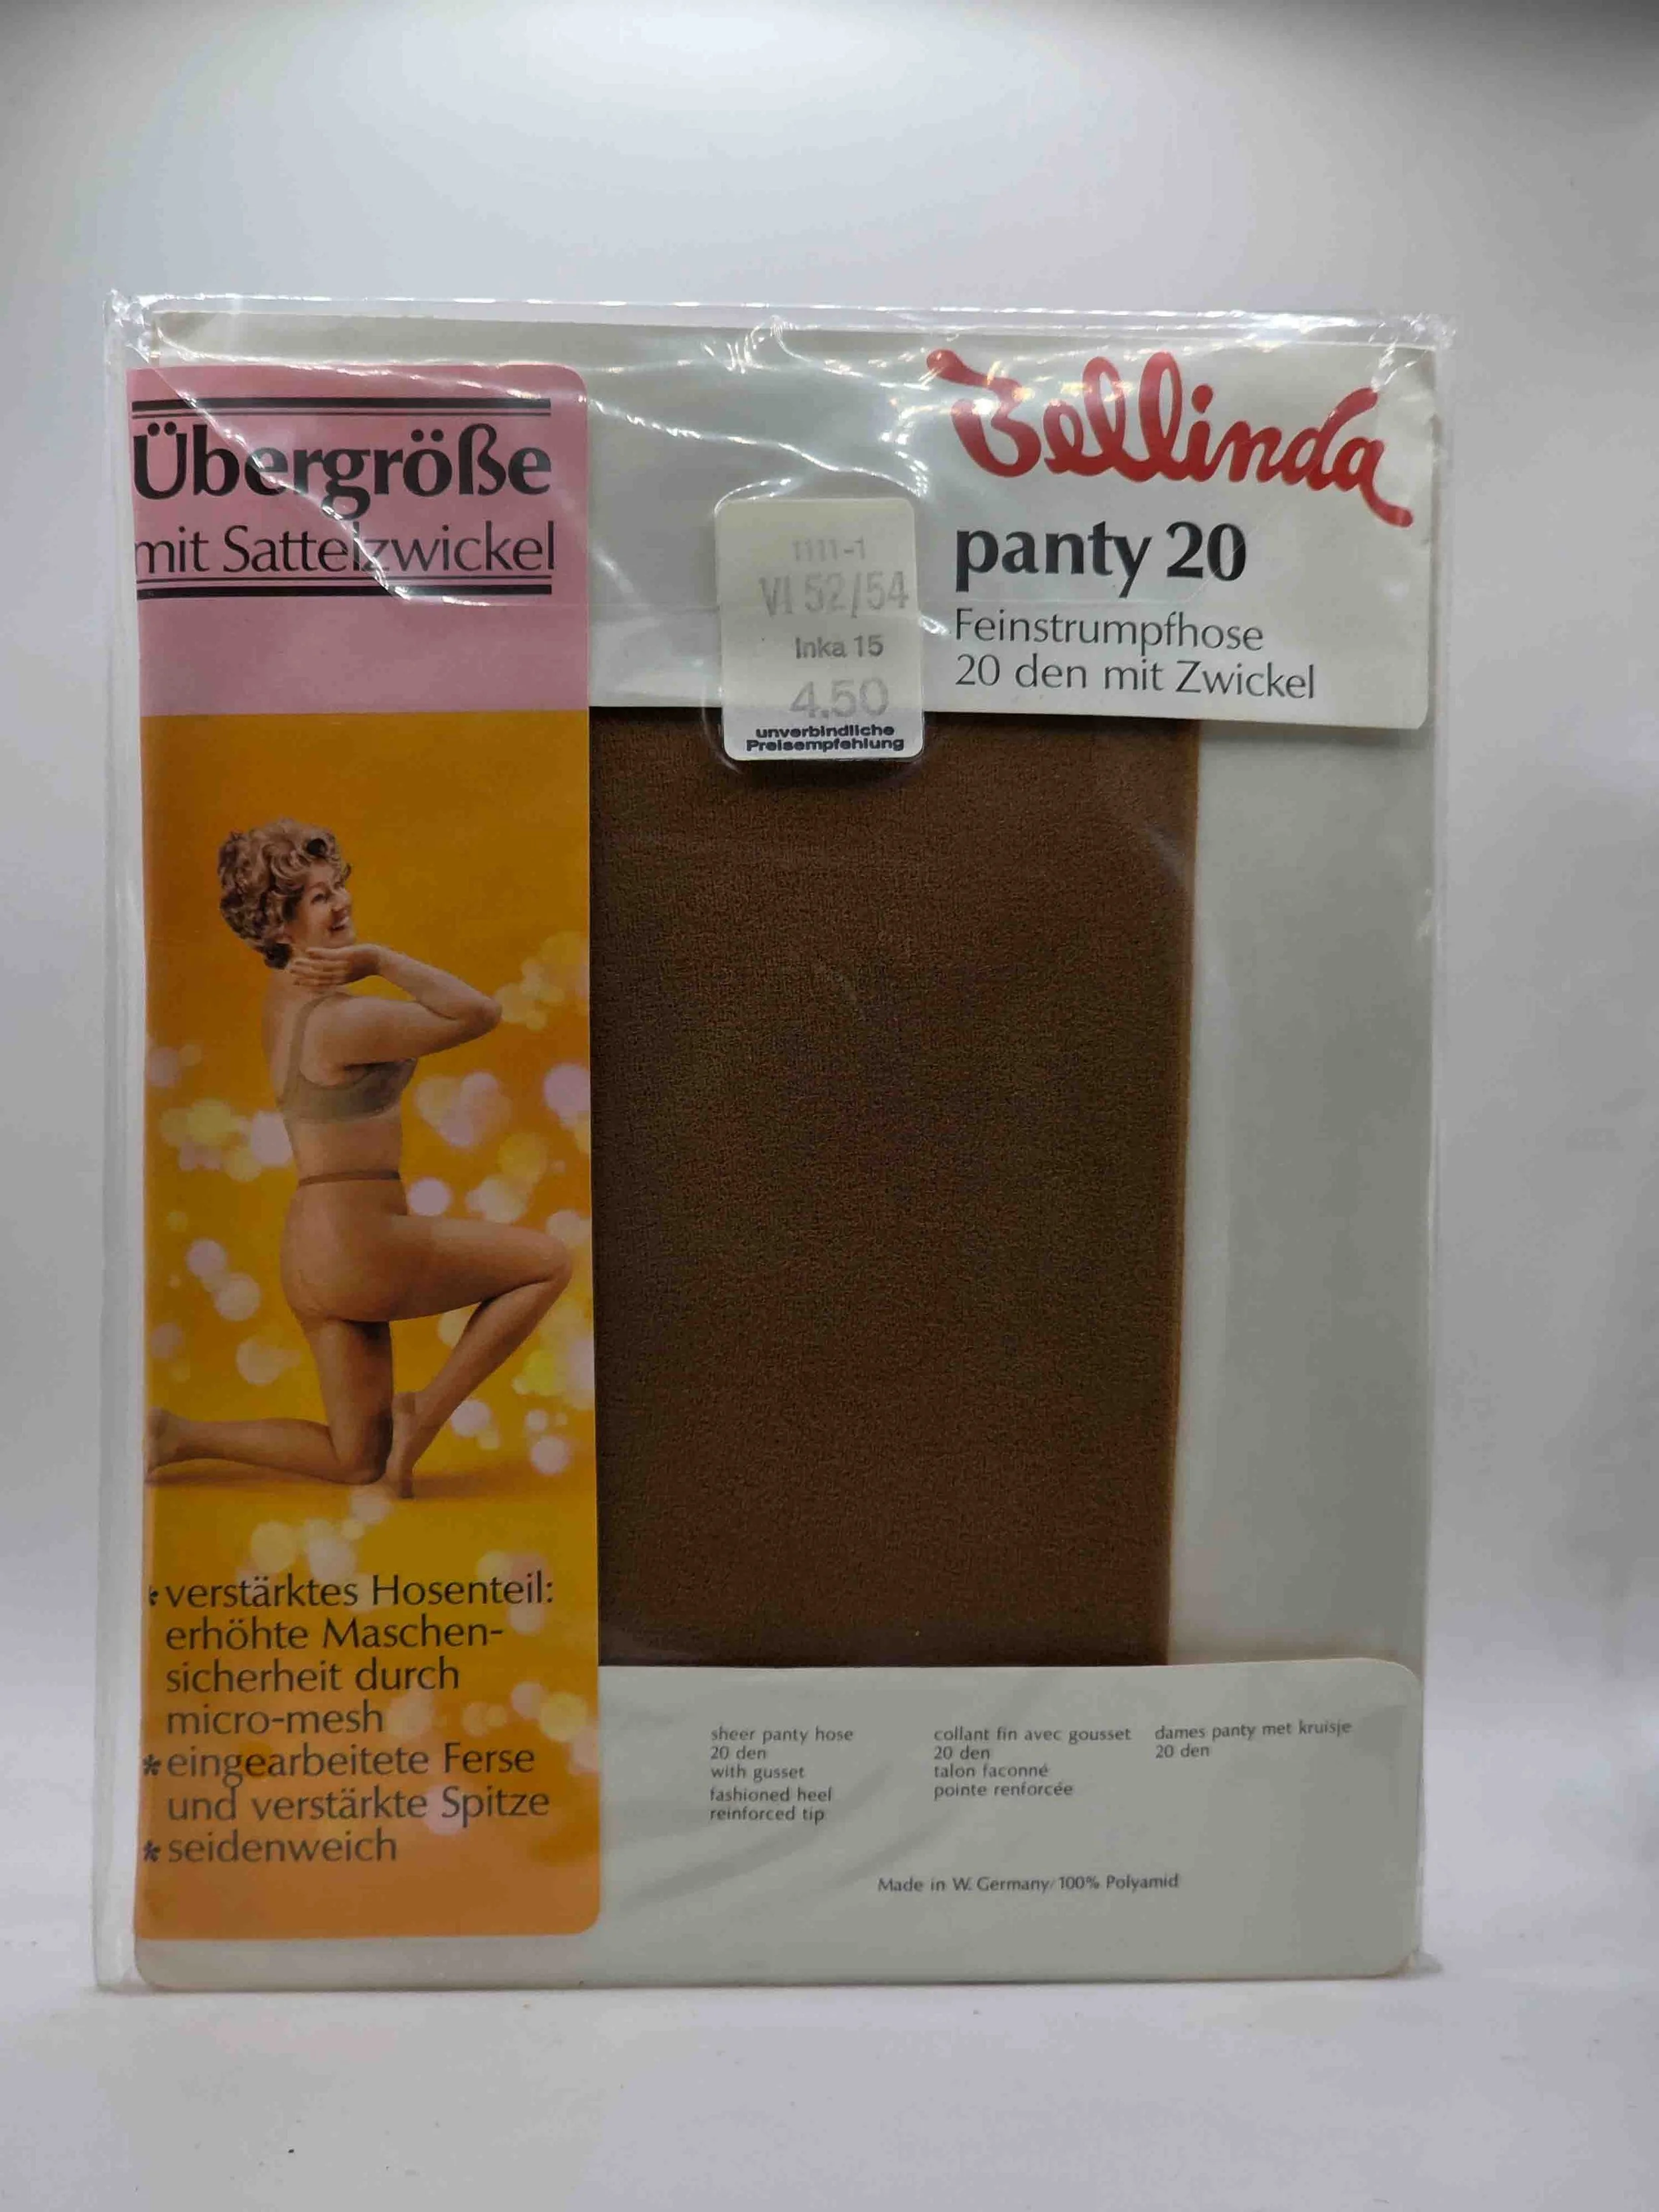 Übergröße
mit Sattelzwickel
Bellinda
panty 20
Feinstrumpfhose
20 den mit Zwickel
1111-1
VI 52/54
Inka 15
4.50
unverbindliche
Preisempfehlung
*verstärktes Hosenteil:
erhöhte Maschen-
sicherheit durch
micro-mesh
*eingearbeitete Ferse
und verstärkte Spitze
*seidenweich
sheer panty hose
20 den
with gusset
fashioned heel
reinforced tip
collant fin avec gousset
20 den
talon faconné
pointe renforcée
dames panty met kruisje
20 den
Made in W. Germany/100% Polyamid